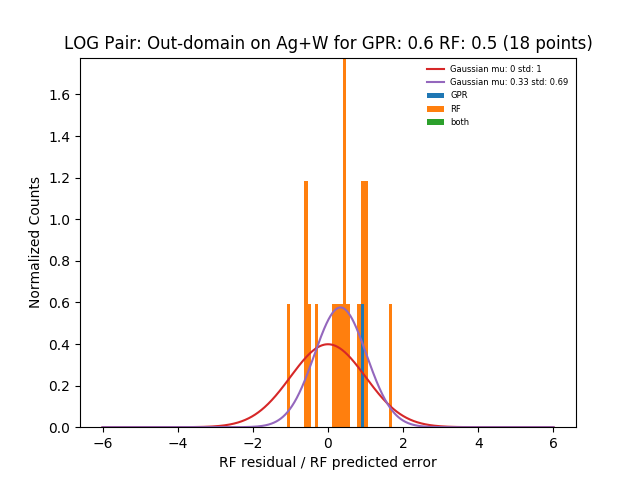 LOG Pair: Out-domain on Ag+W for GPR: 0.6 RF: 0.5 (18 points)
Gaussian mu: 0 std: 1
Gaussian mu: 0.33 std: 0.69
GPR
RF
both
Normalized Counts
1.6
1.4
1.2
1.0
0.8
0.6
0.4
0.2
0.0
−6 −4 −2 0 2 4 6
RF residual / RF predicted error